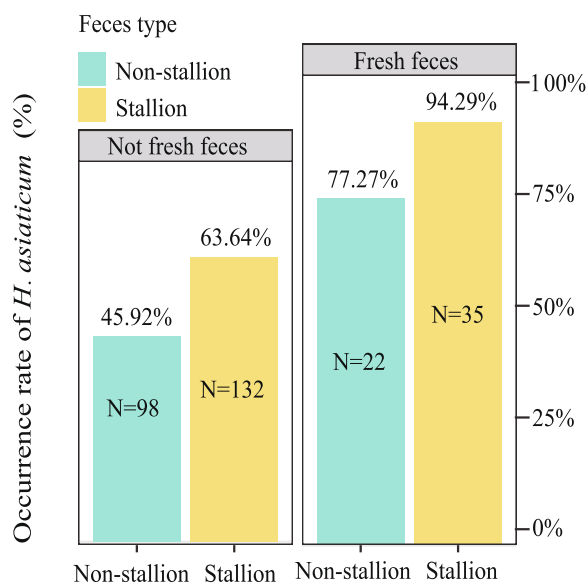 Feces type
Non-stallion
Stallion
Occurrence rate of H. asiaticum (%)
Not fresh feces
45.92%
63.64%
N=98
N=132
Non-stallion
Stallion
Fresh feces
77.27%
94.29%
N=22
N=35
Non-stallion
Stallion
100%
75%
50%
25%
0%